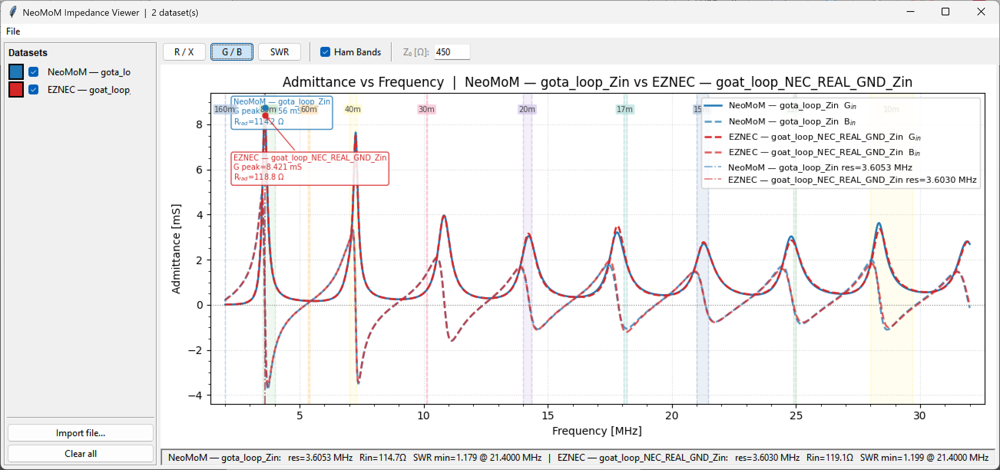 NeoMoM Impedance Viewer | 2 dataset(s)
File
Datasets
NeoMoM — gota_lo
EZNEC — goat_loop_
R / X
G / B
SWR
Ham Bands
Z₀ [Ω]:
450
Admittance vs Frequency | NeoMoM — gota_loop_Zin vs EZNEC — goat_loop_NEC_REAL_GND_Zin
NeoMoM — gota_loop_Zin
G peak 56 mS
Rrad=114.2 Ω
EZNEC — goat_loop_NEC_REAL_GND_Zin
G peak=8.421 mS
Rrad=118.8 Ω
160m
60m
40m
30m
20m
17m
10m
NeoMoM — gota_loop_Zin Gin
NeoMoM — gota_loop_Zin Bin
EZNEC — goat_loop_NEC_REAL_GND_Zin Gin
EZNEC — goat_loop_NEC_REAL_GND_Zin Bin
NeoMoM — gota_loop_Zin res=3.6053 MHz
EZNEC — goat_loop_NEC_REAL_GND_Zin res=3.6030 MHz
Admittance [mS]
8
6
4
2
0
−2
−4
5
10
15
20
25
30
Frequency [MHz]
Import file...
Clear all
NeoMoM — gota_loop_Zin: res=3.6053 MHz Rin=114.7Ω SWR min=1.179 @ 21.4000 MHz | EZNEC — goat_loop_NEC_REAL_GND_Zin: res=3.6030 MHz Rin=119.1Ω SWR min=1.199 @ 21.4000 MHz